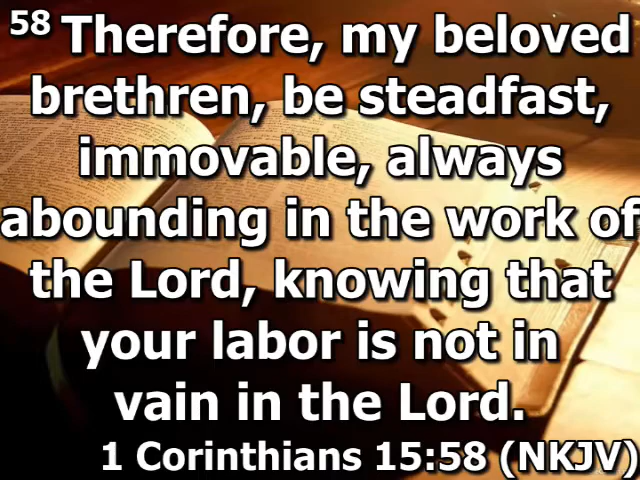 58 Therefore, my beloved
brethren, be steadfast,
immovable, always
abounding in the work of
the Lord, knowing that
your labor is not in
vain in the Lord.
1 Corinthians 15:58 (NKJV)